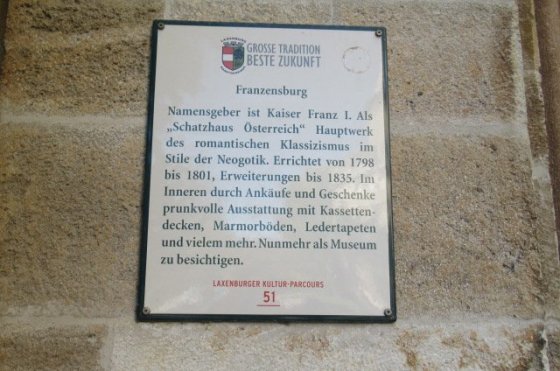 LAXENBURG
GROSSE TRADITION
BESTE ZUKUNFT
Franzensburg
Namensgeber ist Kaiser Franz I. Als
„Schatzhaus Österreich“ Hauptwerk
des romantischen Klassizismus im
Stile der Neogotik. Errichtet von 1798
bis 1801, Erweiterungen bis 1835. Im
Inneren durch Ankäufe und Geschenke
prunkvolle Ausstattung mit Kassetten-
decken, Marmorböden, Ledertapeten
und vielem mehr. Nunmehr als Museum
zu besichtigen.
LAXENBURGER KULTUR-PARCOURS
51